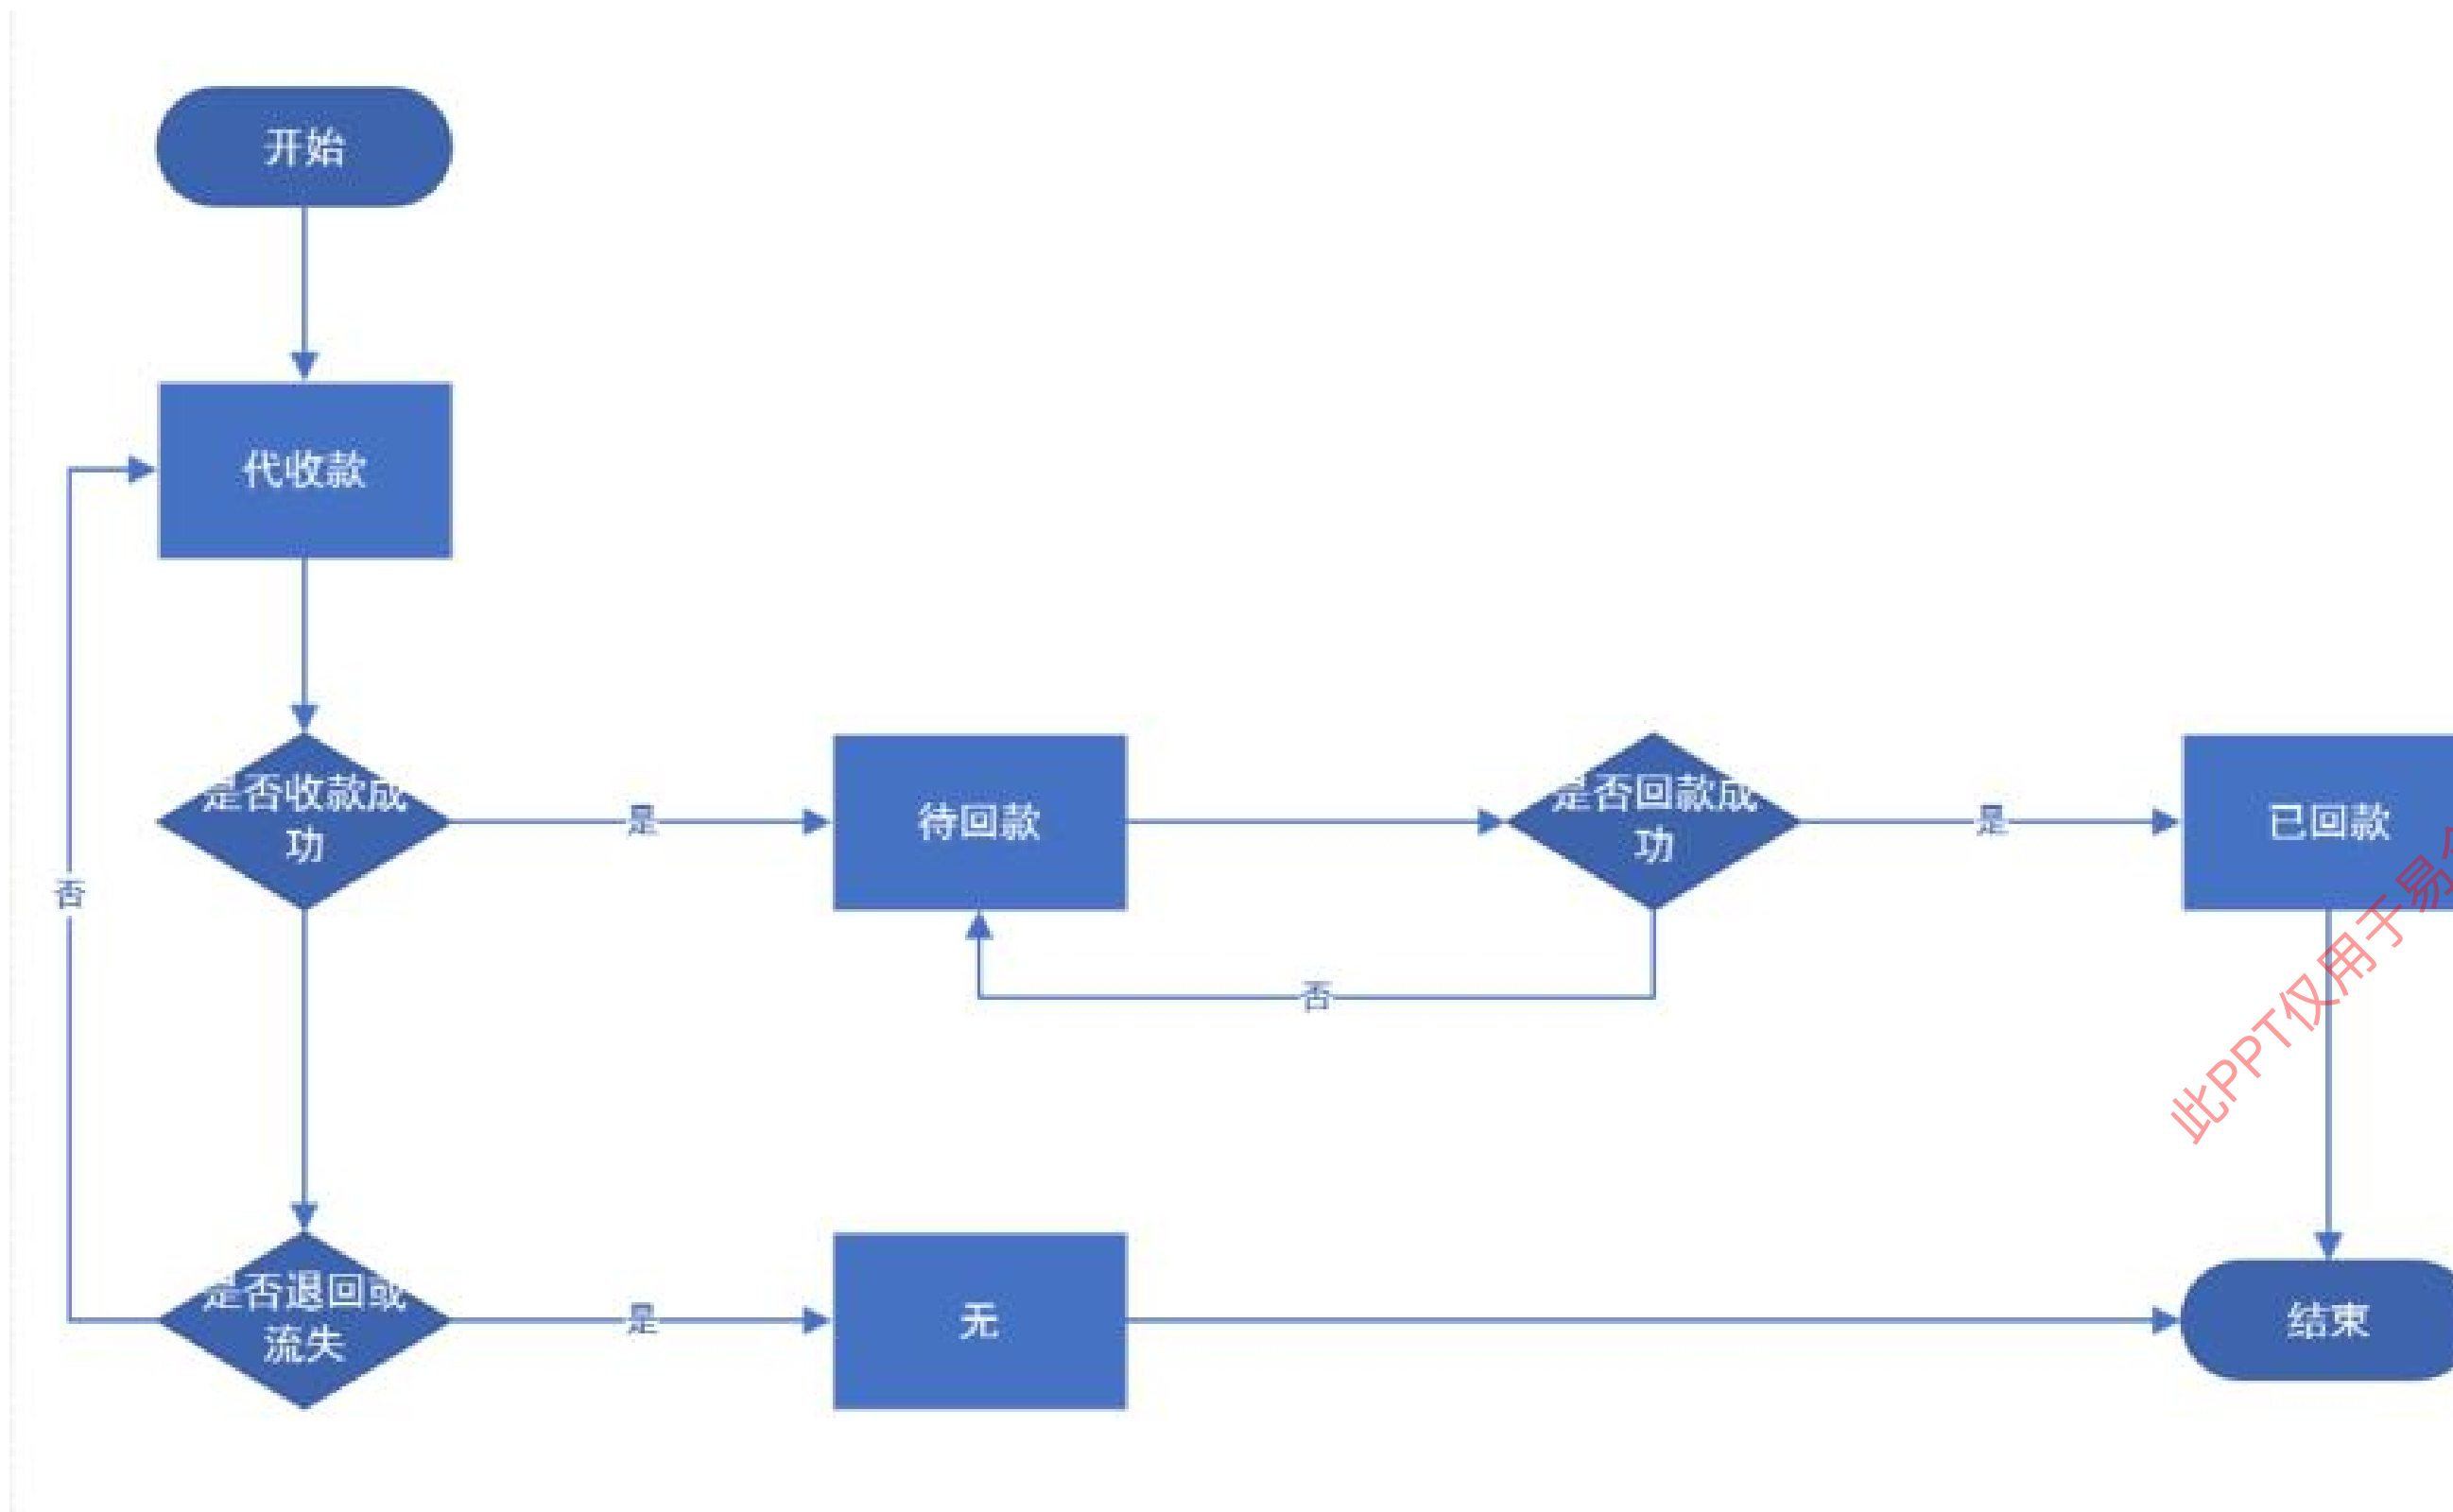 开始
代收款
是否收款成
功
是
待回款
是否回款成
功
是
已回款
否
否
是否退回或
流失
是
无
结束
此PPT仅用于易